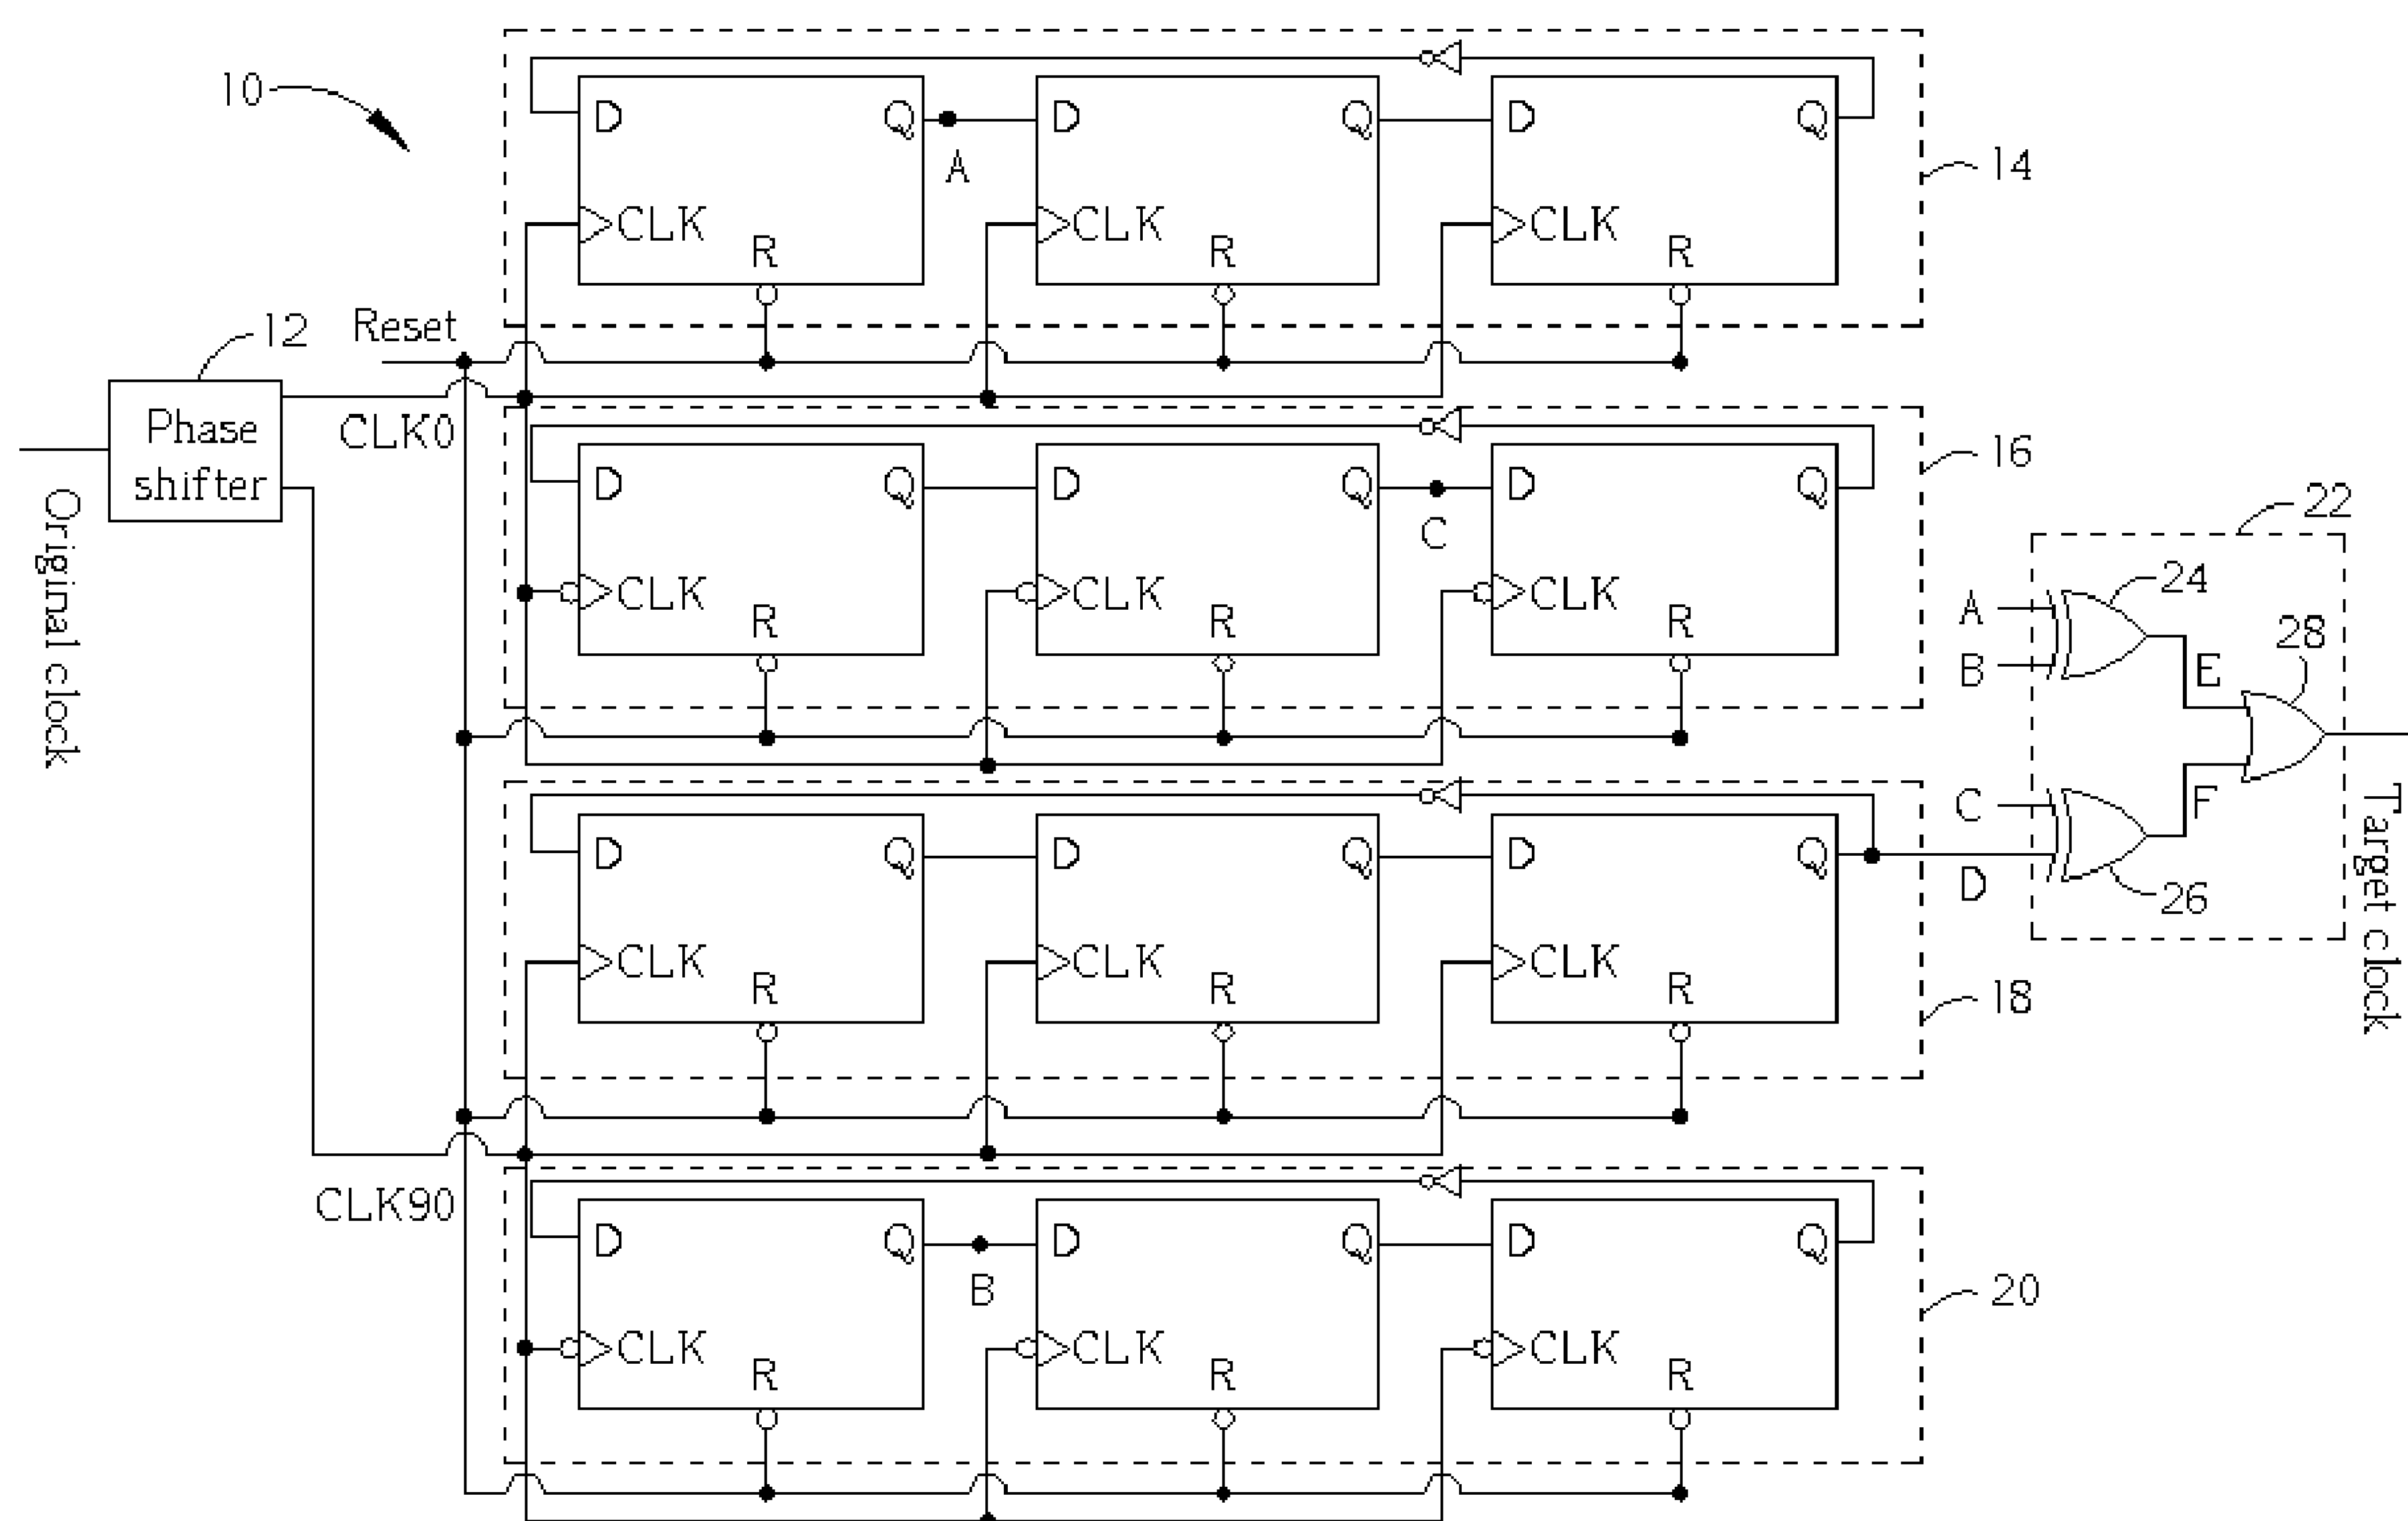 10
D Q D Q D Q
A
14
CLK CLK CLK
R R R
Reset
12
Phase shifter
CLK0
Original clock
D Q D Q D Q
16
C
CLK CLK CLK
R R R
22
24
A
B
E
28
C
F
D
26
Target clock
D Q D Q D Q
CLK CLK CLK
R R R
18
CLK90
D Q D Q D Q
B
20
CLK CLK CLK
R R R